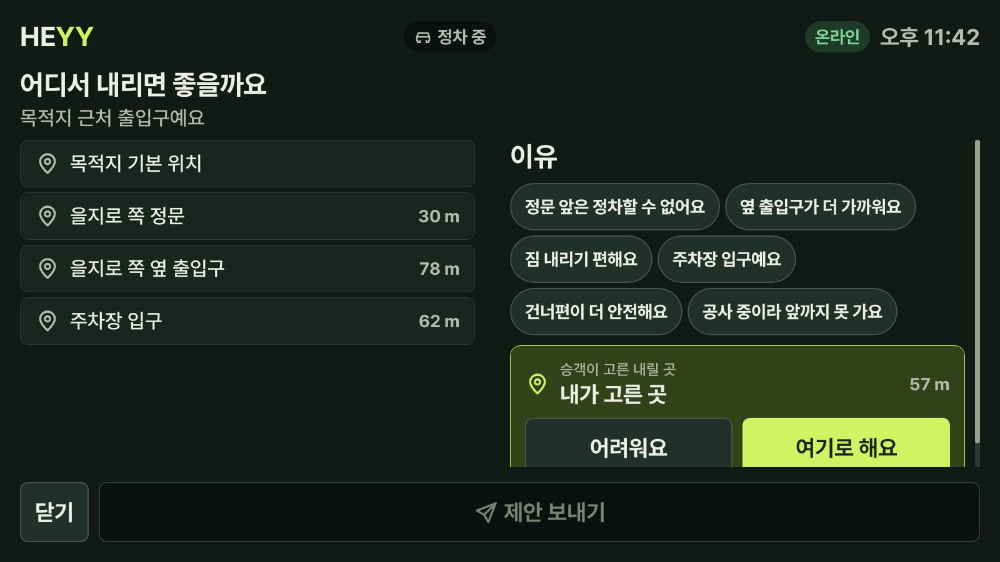 HEYY
정차 중
온라인
오후 11:42
어디서 내리면 좋을까요
목적지 근처 출입구예요
목적지 기본 위치
을지로 쪽 정문 30 m
을지로 쪽 옆 출입구 78 m
주차장 입구 62 m
이유
정문 앞은 정차할 수 없어요
옆 출입구가 더 가까워요
짐 내리기 편해요
주차장 입구예요
건너편이 더 안전해요
공사 중이라 앞까지 못 가요
승객이 고른 내릴 곳
내가 고른 곳 57 m
어려워요
여기로 해요
닫기
제안 보내기